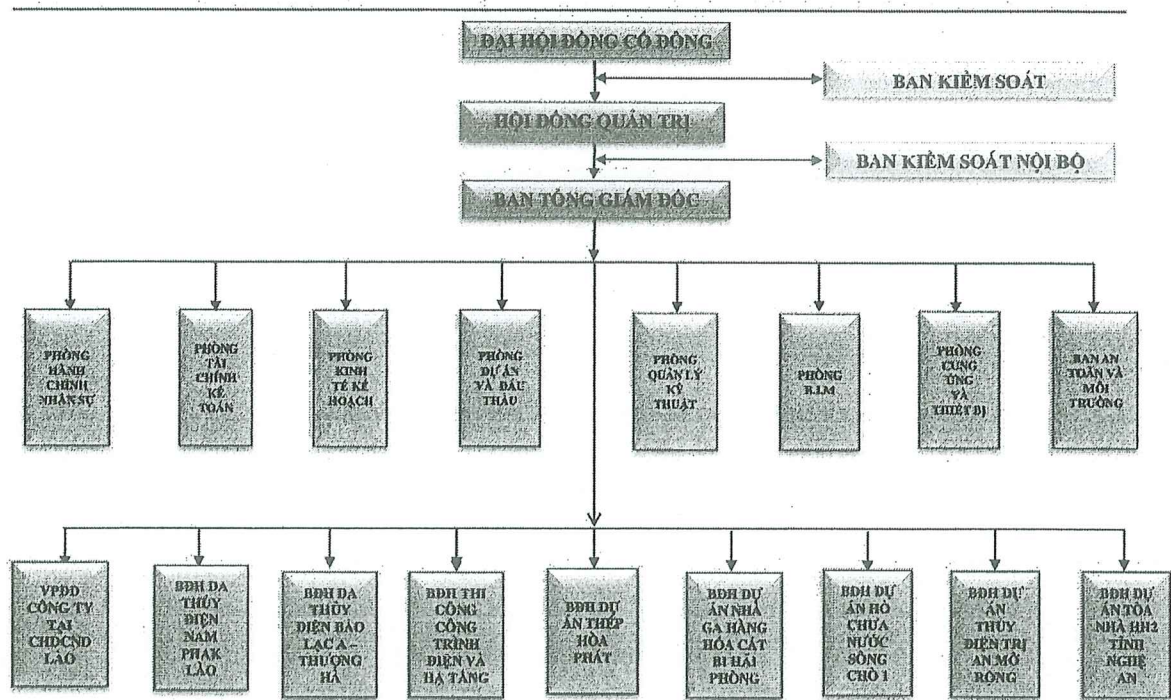 ĐẠI HỘI ĐỒNG CỔ ĐÔNG
BAN KIỂM SOÁT
HỘI ĐỒNG QUẢN TRỊ
BAN KIỂM SOÁT NỘI BỘ
BAN TỔNG GIÁM ĐỐC
PHÒNG
HÀNH
CHÍNH
NHÂN SỰ
PHÒNG
TÀI
CHÍNH
KẾ
TOÁN
PHÒNG
KINH
TẾ KẾ
HOẠCH
PHÒNG
DỰ ÁN
VÀ ĐẤU
THẦU
PHÒNG
QUẢN LÝ
KỸ
THUẬT
PHÒNG
B.I.M
PHÒNG
CUNG
ỨNG
VÀ
THIẾT BỊ
BAN AN
TOÀN VÀ
MÔI
TRƯỜNG
VPĐD
CÔNG TY
TẠI
CHDCND
LÀO
BĐH DA
THỦY
ĐIỆN
NAM
PHAK
LÀO
BĐH DA
THỦY
ĐIỆN BẢO
LẠC A –
THƯỢNG
HÀ
BĐH THI
CÔNG
CÔNG
TRÌNH
ĐIỆN VÀ
HẠ TẦNG
BĐH DỰ
ÁN THÉP
HÒA
PHÁT
BĐH DỰ
ÁN NHÀ
GA HÀNG
HÓA CÁT
BI HẢI
PHÒNG
BĐH DỰ
ÁN HỒ
CHỨA
NƯỚC
SÔNG
CHÒ 1
BĐH DỰ
ÁN
THỦY
ĐIỆN TRỊ
AN MỞ
RỘNG
BĐH DỰ
ÁN TÒA
NHÀ HH2
TỈNH
NGHỆ
AN